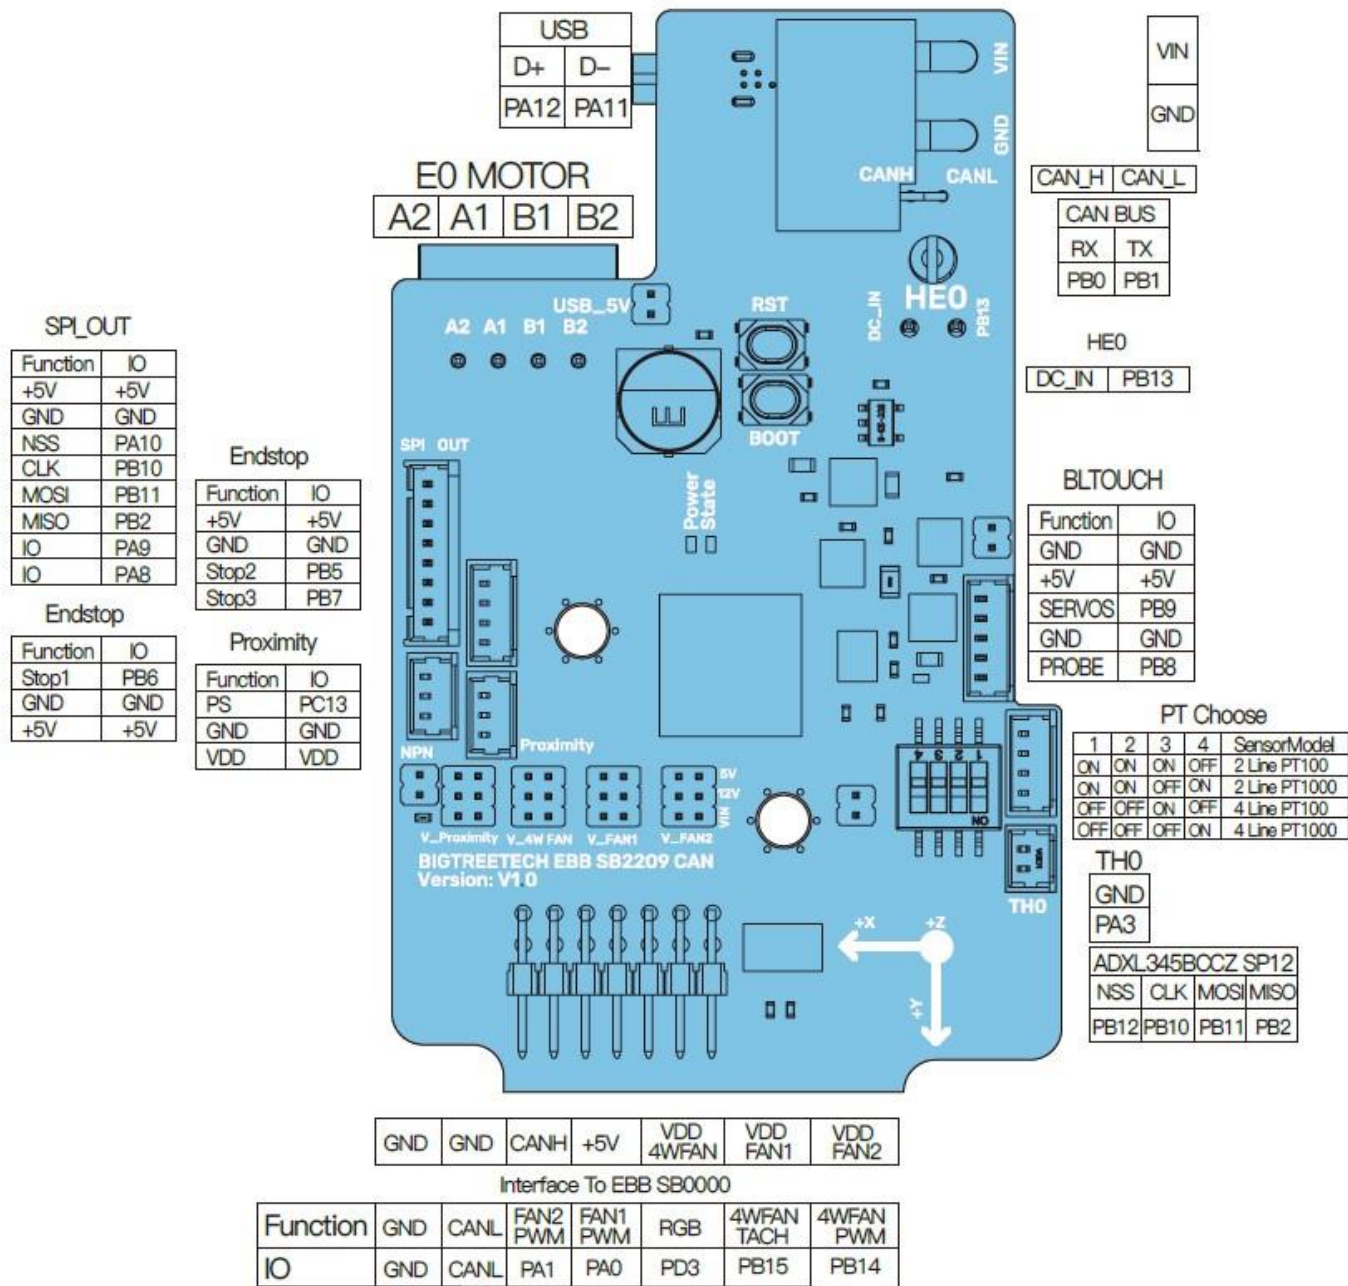 USB
D+ D–
PA12 PA11
VIN
GND
VIN
GND
CANH CANL
CAN_H CAN_L
CAN BUS
RX TX
PB0 PB1
E0 MOTOR
A2 A1 B1 B2
USB_5V
A2 A1 B1 B2
RST
BOOT
DC_IN
HE0
PB13
HE0
DC_IN PB13
SPI_OUT
Function IO
+5V +5V
GND GND
NSS PA10
CLK PB10
MOSI PB11
MISO PB2
IO PA9
IO PA8
Endstop
Function IO
+5V +5V
GND GND
Stop2 PB5
Stop3 PB7
SPI OUT
Power
State
BLTOUCH
Function IO
GND GND
+5V +5V
SERVOS PB9
GND GND
PROBE PB8
Endstop
Function IO
Stop1 PB6
GND GND
+5V +5V
Proximity
Function IO
PS PC13
GND GND
VDD VDD
NPN
Proximity
PT Choose
1 2 3 4 SensorModel
ON ON ON OFF 2 Line PT100
ON ON OFF ON 2 Line PT1000
OFF OFF ON OFF 4 Line PT100
OFF OFF OFF ON 4 Line PT1000
4 3 2 1
ON
5V
12V
VIN
V_Proximity V_4W FAN V_FAN1 V_FAN2
BIGTREETECH EBB SB2209 CAN
Version: V1.0
TH0
TH0
GND
PA3
+X +Z
+Y
ADXL345BCCZ SP12
NSS CLK MOSI MISO
PB12 PB10 PB11 PB2
GND GND CANH +5V VDD 4WFAN VDD FAN1 VDD FAN2
Interface To EBB SB0000
Function GND CANL FAN2 PWM FAN1 PWM RGB 4WFAN TACH 4WFAN PWM
IO GND CANL PA1 PA0 PD3 PB15 PB14